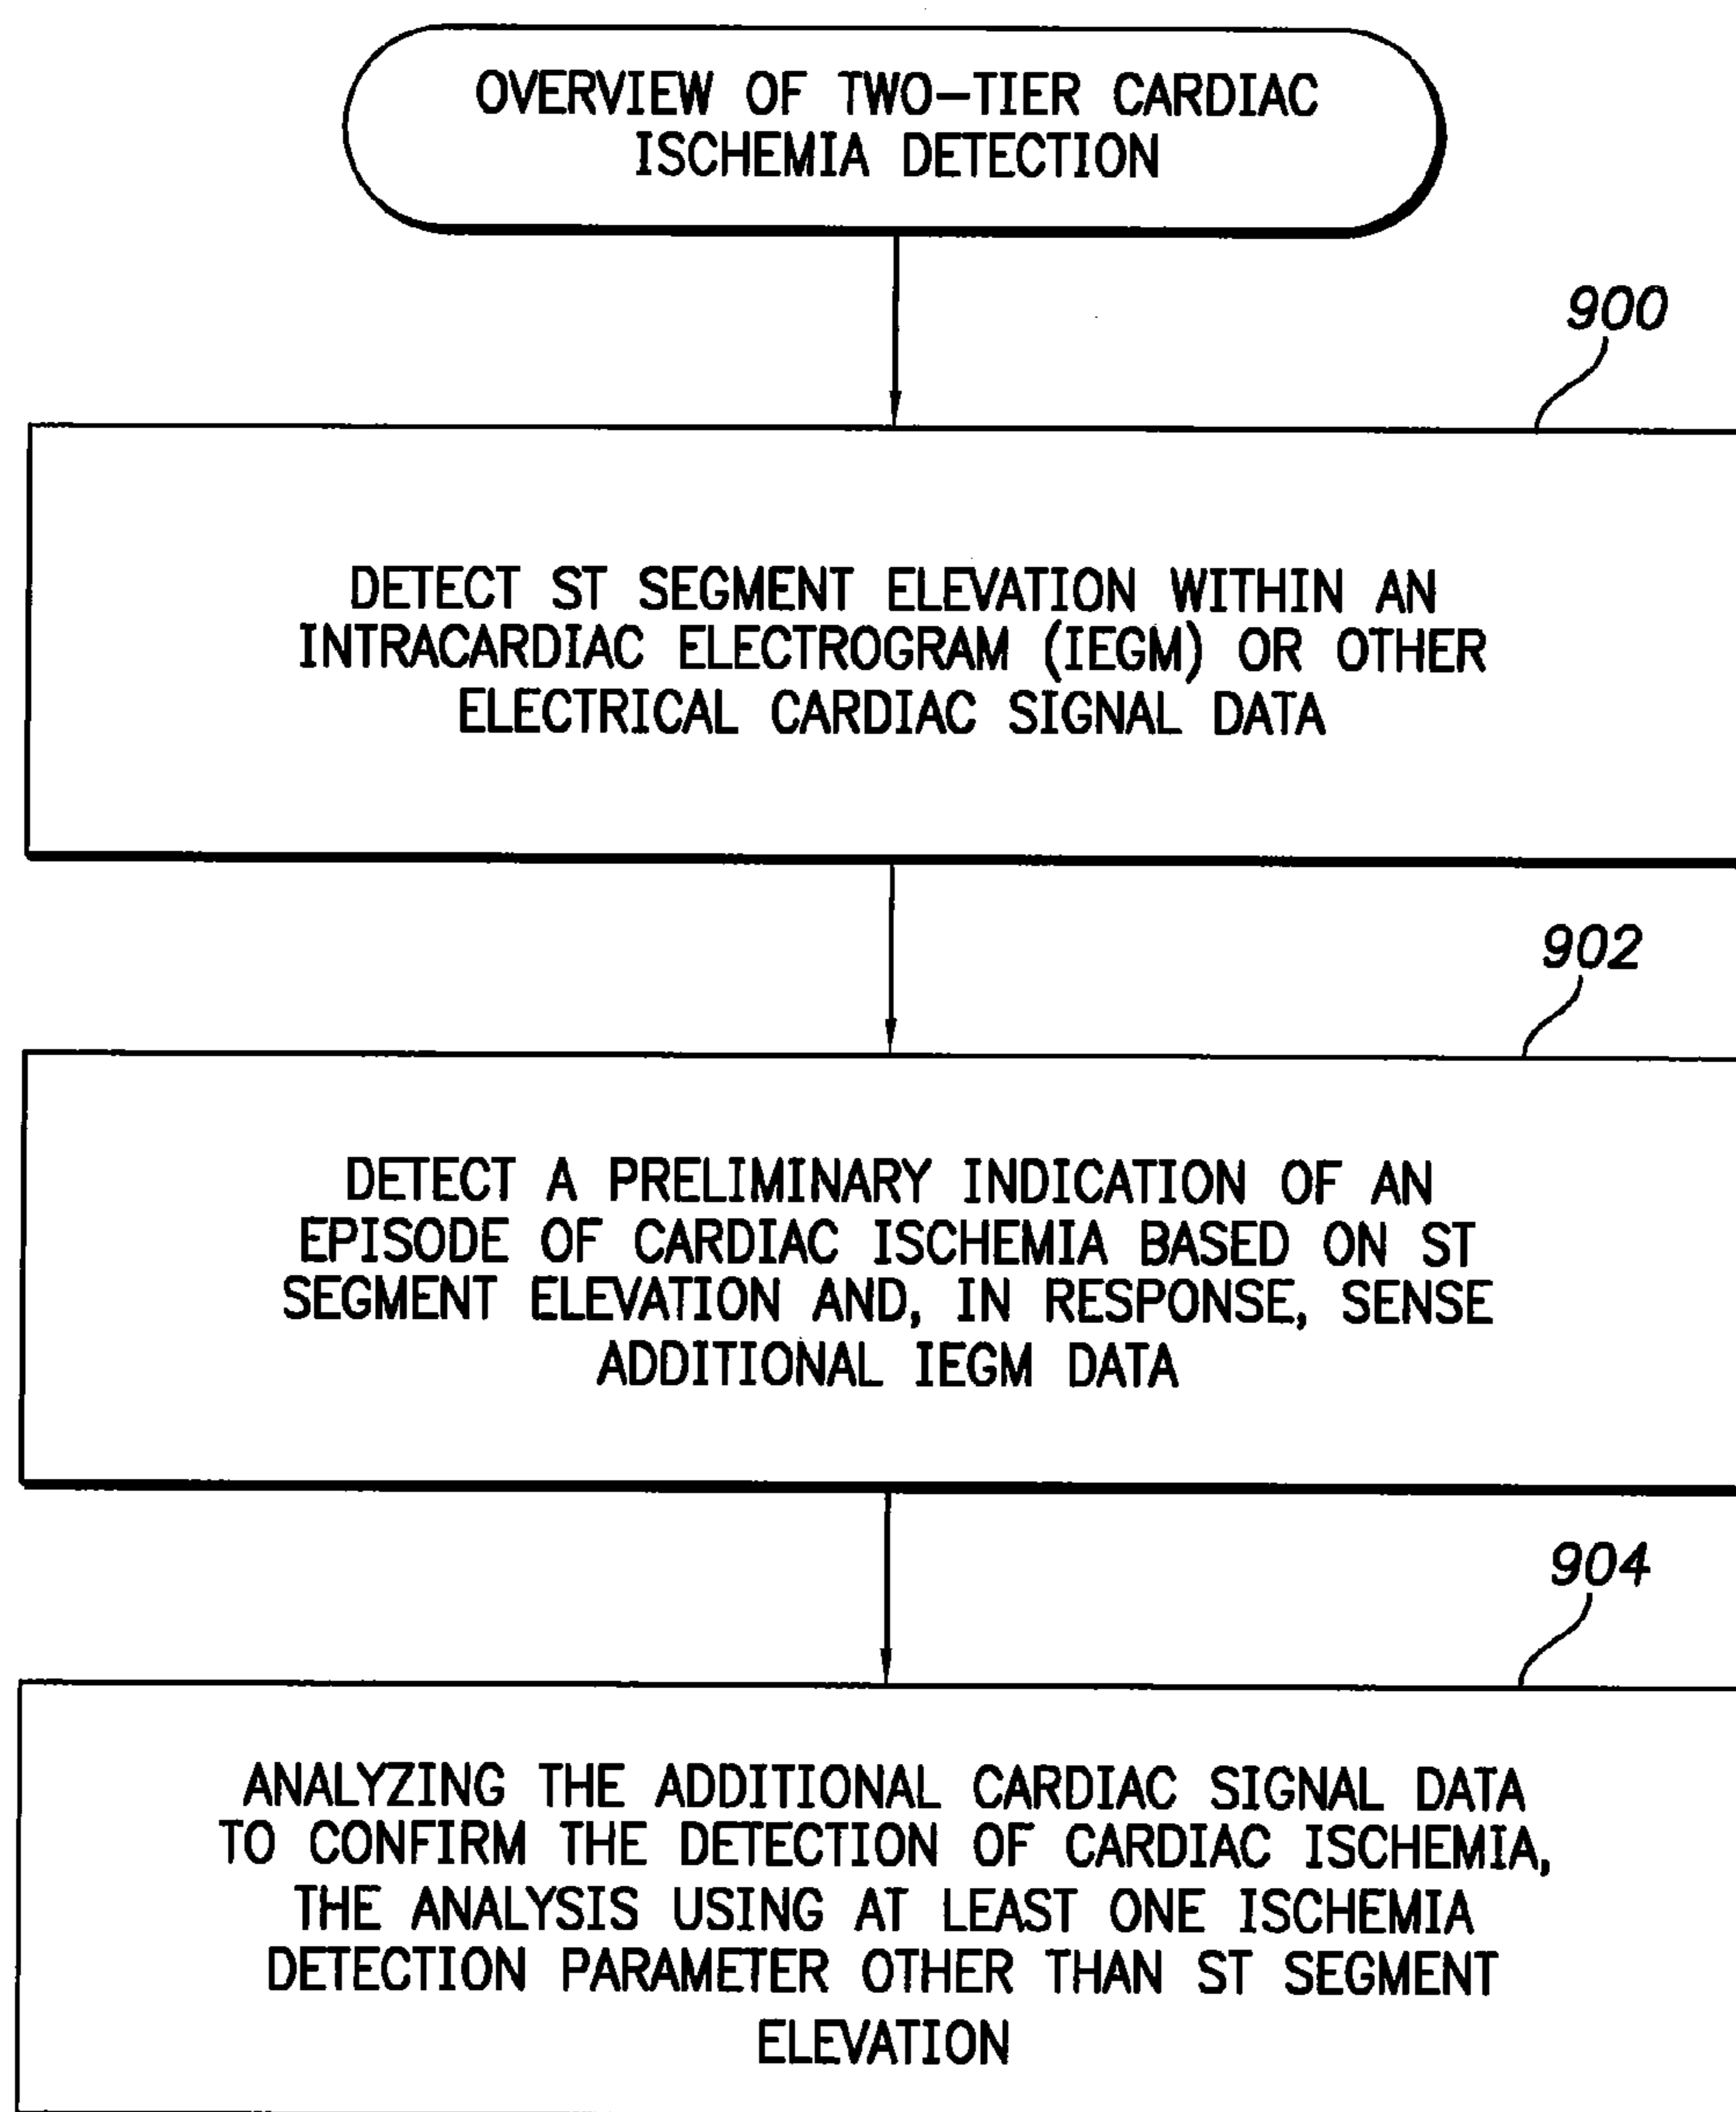 OVERVIEW OF TWO-TIER CARDIAC
ISCHEMIA DETECTION
900
DETECT ST SEGMENT ELEVATION WITHIN AN
INTRACARDIAC ELECTROGRAM (IEGM) OR OTHER
ELECTRICAL CARDIAC SIGNAL DATA
902
DETECT A PRELIMINARY INDICATION OF AN
EPISODE OF CARDIAC ISCHEMIA BASED ON ST
SEGMENT ELEVATION AND, IN RESPONSE, SENSE
ADDITIONAL IEGM DATA
904
ANALYZING THE ADDITIONAL CARDIAC SIGNAL DATA
TO CONFIRM THE DETECTION OF CARDIAC ISCHEMIA,
THE ANALYSIS USING AT LEAST ONE ISCHEMIA
DETECTION PARAMETER OTHER THAN ST SEGMENT
ELEVATION